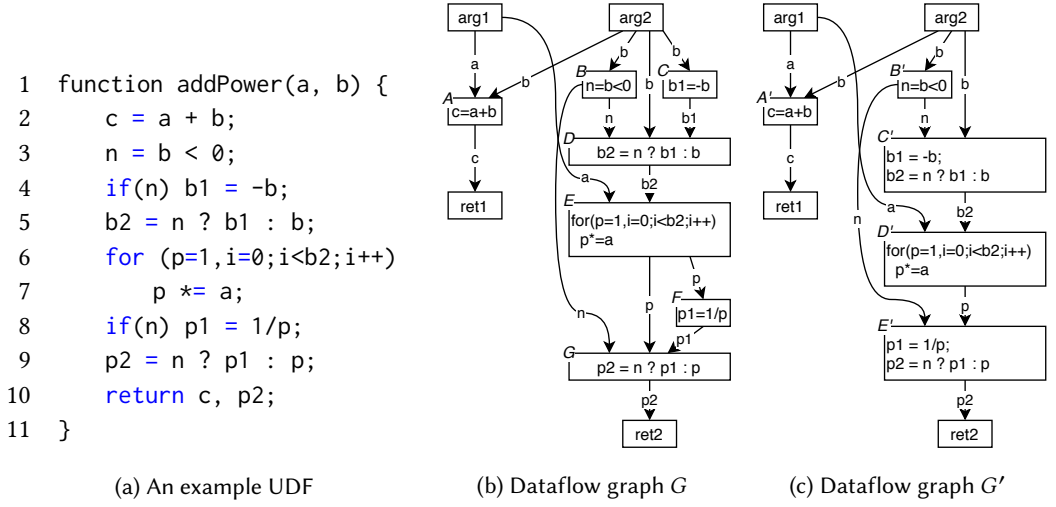 1 function addPower(a, b) {
2 c = a + b;
3 n = b < 0;
4 if(n) b1 = -b;
5 b2 = n ? b1 : b;
6 for (p=1,i=0;i<b2;i++)
7 p *= a;
8 if(n) p1 = 1/p;
9 p2 = n ? p1 : p;
10 return c, p2;
11 }
(a) An example UDF
arg1
arg2
a
b
b
b
b
A
c=a+b
B
n=b<0
C
b1=-b
c
n
b1
D
b2 = n ? b1 : b
ret1
a
b2
E
for(p=1,i=0;i<b2;i++)
p*=a
p
F
p1=1/p
n
p
p1
G
p2 = n ? p1 : p
p2
ret2
(b) Dataflow graph G
arg1
arg2
a
b
b
b
A'
c=a+b
B'
n=b<0
c
n
C'
b1 = -b;
b2 = n ? b1 : b
ret1
n
a
b2
D'
for(p=1,i=0;i<b2;i++)
p*=a
p
E'
p1 = 1/p;
p2 = n ? p1 : p
p2
ret2
(c) Dataflow graph G′